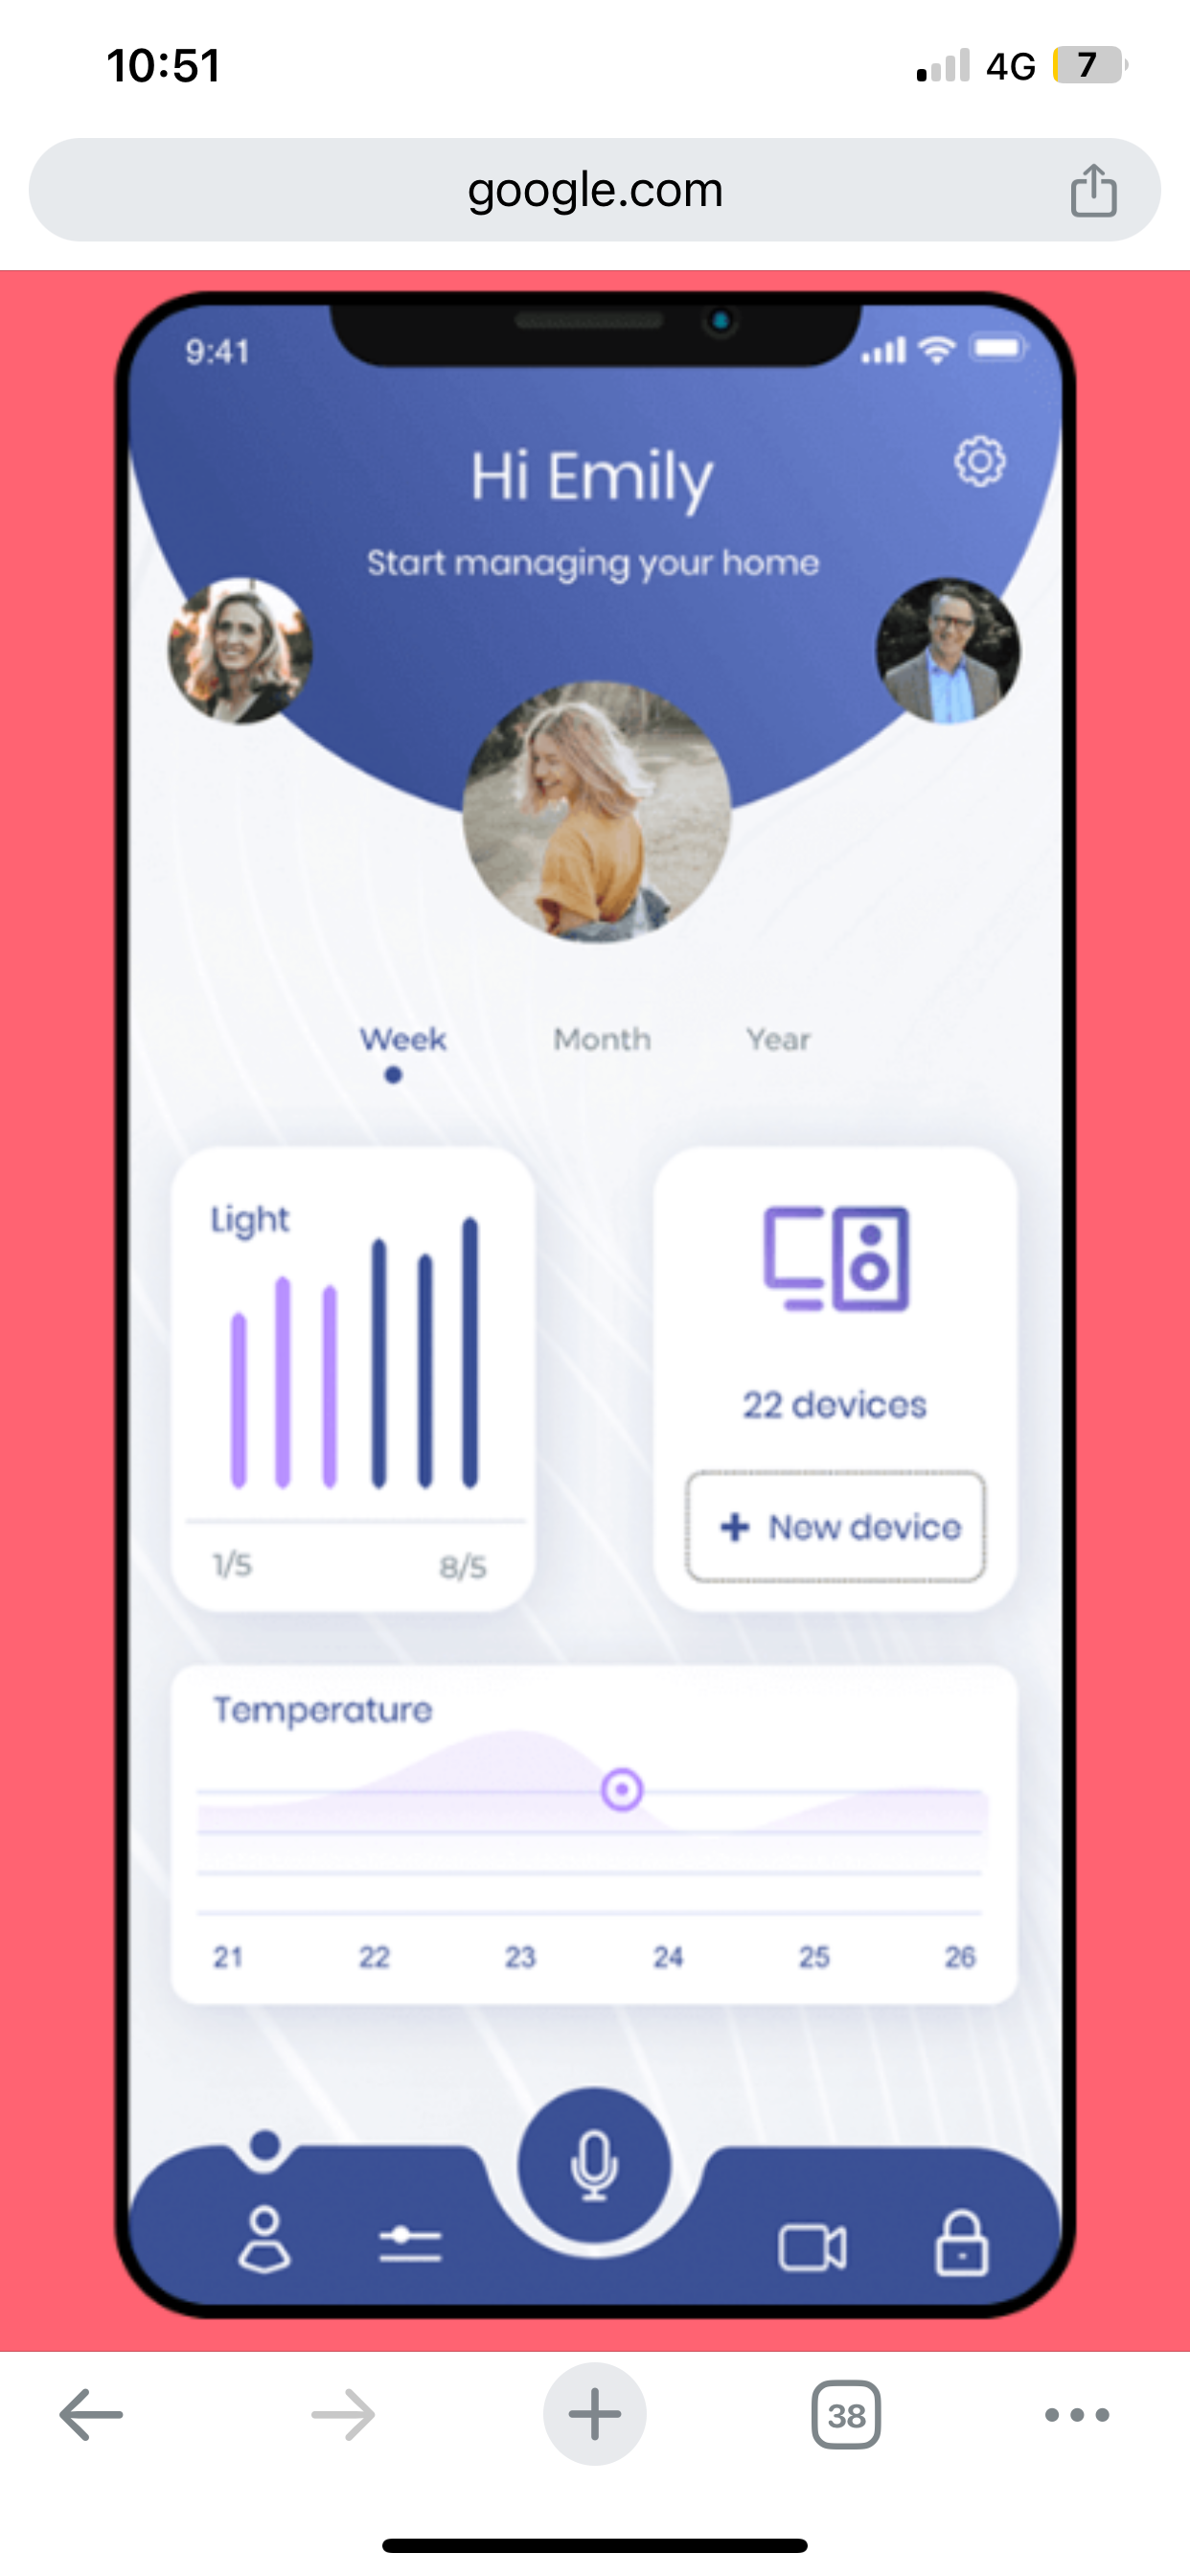 10:51 4G 7
google.com
9:41
Hi Emily
Start managing your home
Week Month Year
Light
1/5 8/5
22 devices
+ New device
Temperature
21 22 23 24 25 26
38